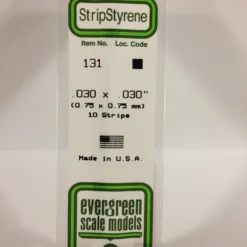 StripStyrene
Item No. Loc. Code
131
.030 x .030"
(0.75 x 0.75 mm)
10 Strips
Made in U.S.A.
evergreen
scale models